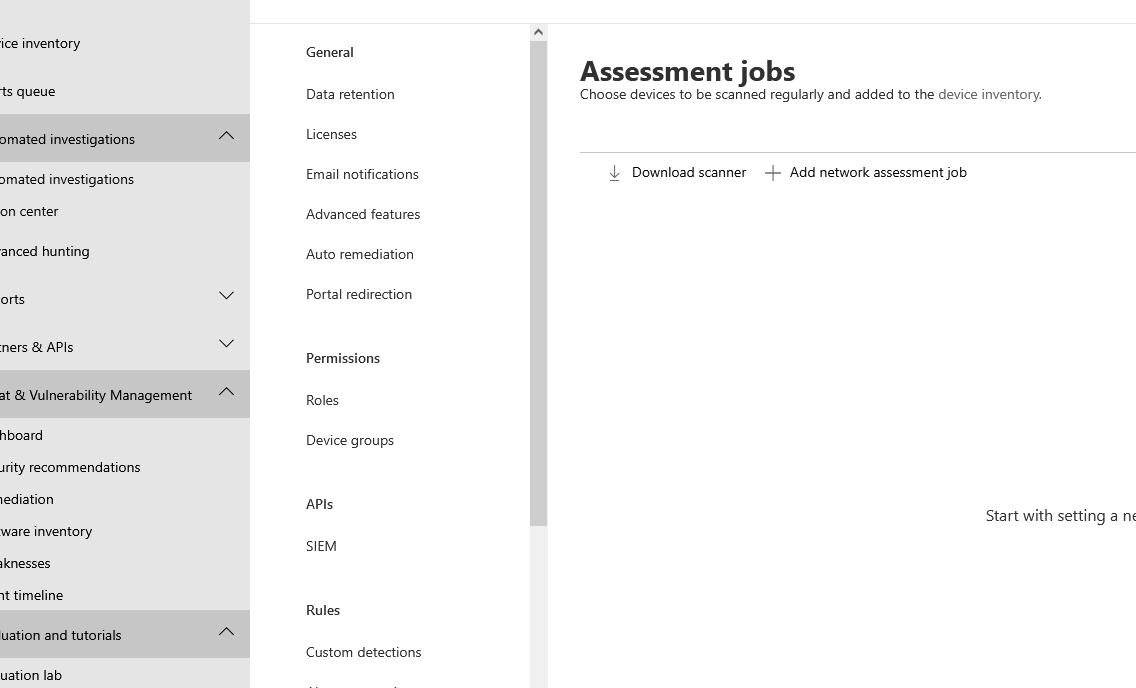 ice inventory
rts queue
omated investigations
omated investigations
on center
anced hunting
orts
tners & APIs
at & Vulnerability Management
hboard
urity recommendations
nediation
tware inventory
aknesses
nt timeline
luation and tutorials
uation lab
General
Data retention
Licenses
Email notifications
Advanced features
Auto remediation
Portal redirection
Permissions
Roles
Device groups
APIs
SIEM
Rules
Custom detections
Assessment jobs
Choose devices to be scanned regularly and added to the device inventory.
Download scanner
Add network assessment job
Start with setting a ne